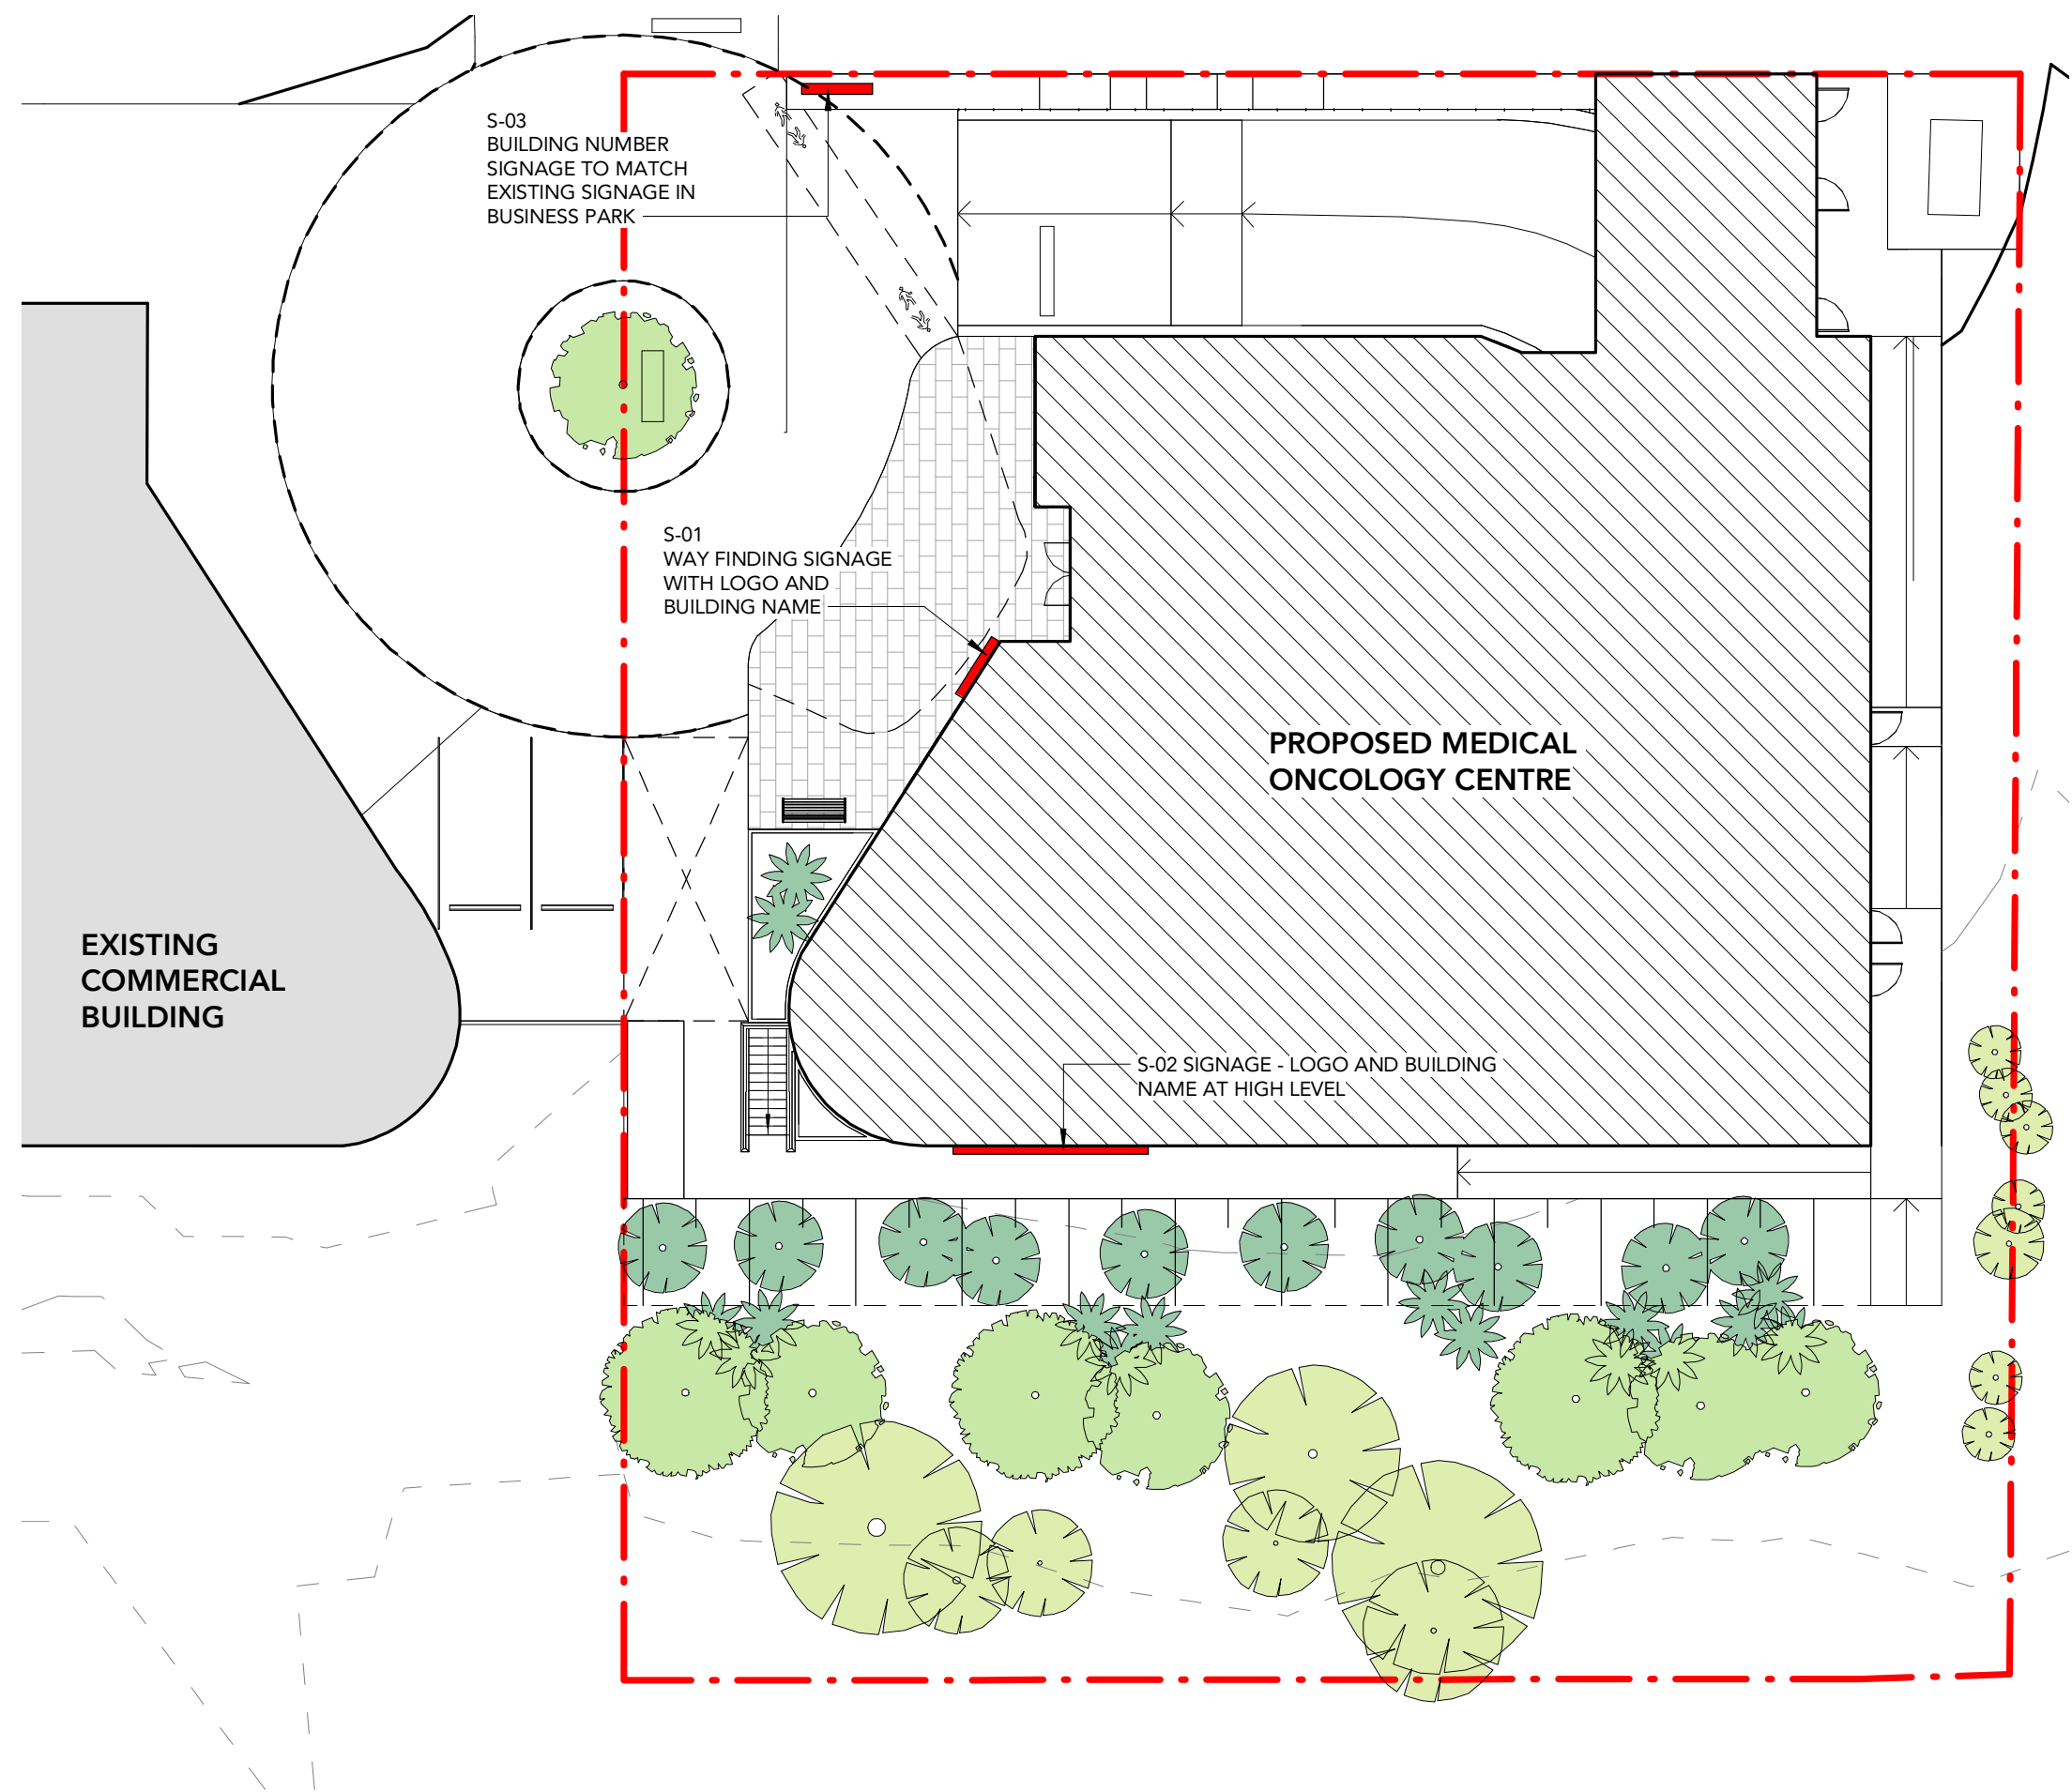 S-03
BUILDING NUMBER
SIGNAGE TO MATCH
EXISTING SIGNAGE IN
BUSINESS PARK
S-01
WAY FINDING SIGNAGE
WITH LOGO AND
BUILDING NAME
PROPOSED MEDICAL
ONCOLOGY CENTRE
EXISTING
COMMERCIAL
BUILDING
S-02 SIGNAGE - LOGO AND BUILDING
NAME AT HIGH LEVEL